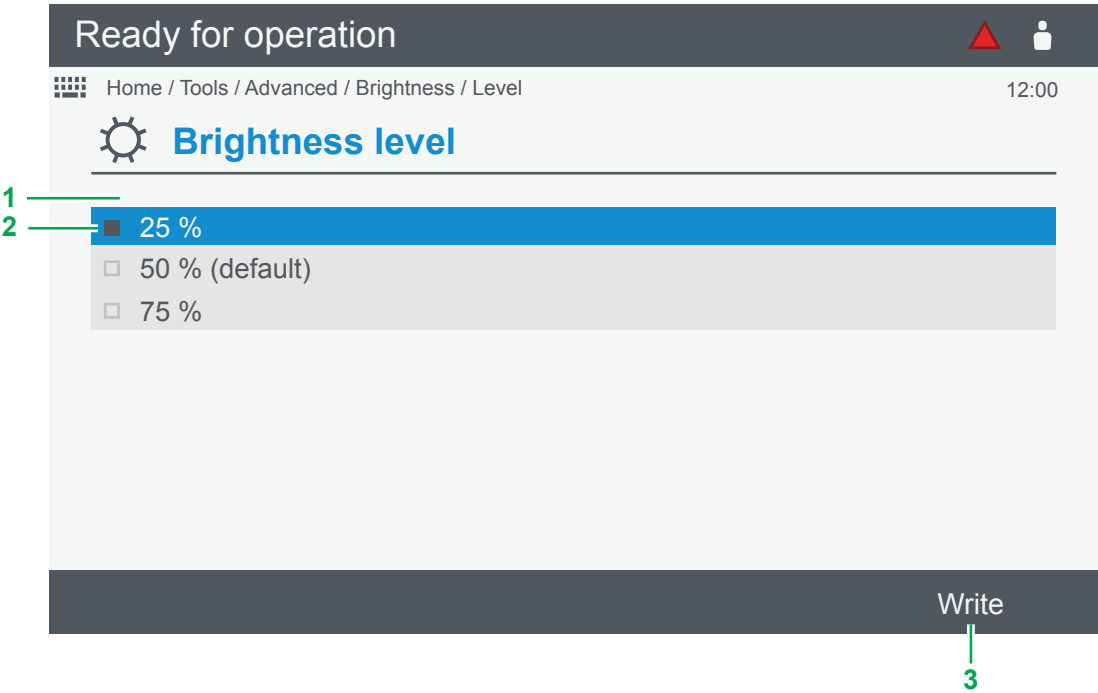 Ready for operation
Home / Tools / Advanced / Brightness / Level 12:00
Brightness level
1
2 25 %
50 % (default)
75 %
Write
3